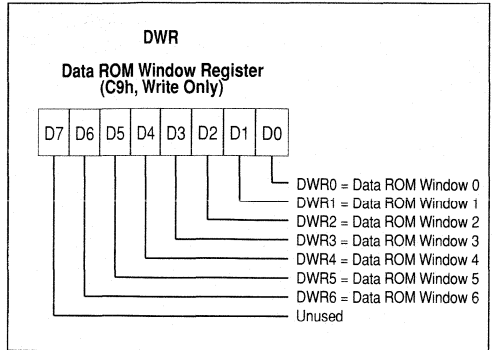 DWR
Data ROM Window Register
(C9h, Write Only)
D7 D6 D5 D4 D3 D2 D1 D0
DWR0 = Data ROM Window 0
DWR1 = Data ROM Window 1
DWR2 = Data ROM Window 2
DWR3 = Data ROM Window 3
DWR4 = Data ROM Window 4
DWR5 = Data ROM Window 5
DWR6 = Data ROM Window 6
Unused